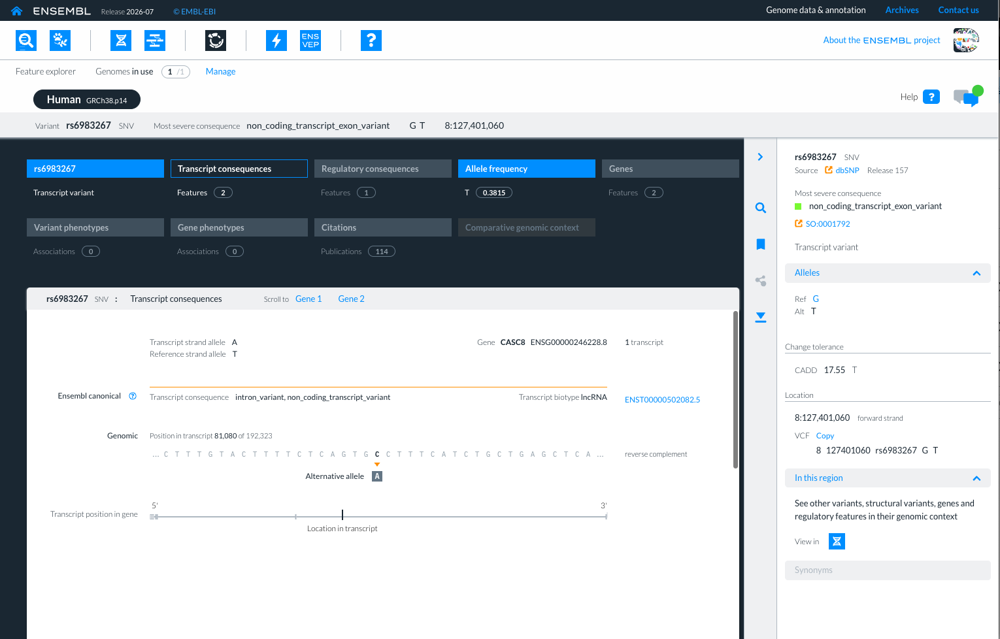 ENSEMBL Release 2026-07 © EMBL-EBI Genome data & annotation Archives Contact us
ENS VEP ? About the ENSEMBL project
Feature explorer Genomes in use 1 /1 Manage
Human GRCh38.p14 Help ?
Variant rs6983267 SNV Most severe consequence non_coding_transcript_exon_variant G T 8:127,401,060
rs6983267 Transcript consequences Regulatory consequences Allele frequency Genes
Transcript variant Features 2 Features 1 T 0.3815 Features 2
Variant phenotypes Gene phenotypes Citations Comparative genomic context
Associations 0 Associations 0 Publications 114
rs6983267 SNV : Transcript consequences Scroll to Gene 1 Gene 2
Transcript strand allele A Gene CASC8 ENSG00000246228.8 1 transcript
Reference strand allele T
Ensembl canonical ? Transcript consequence intron_variant, non_coding_transcript_variant Transcript biotype lncRNA ENST00000502082.5
Genomic Position in transcript 81,080 of 192,323
... C T T T G T A C T T T T C T C A G T G C C T T T C A T C T G C T G A G C T C A ... reverse complement
Alternative allele A
5' 3'
Transcript position in gene
Location in transcript
rs6983267 SNV
Source dbSNP Release 157
Most severe consequence
non_coding_transcript_exon_variant
SO:0001792
Transcript variant
Alleles
Ref G
Alt T
Change tolerance
CADD 17.55 T
Location
8:127,401,060 forward strand
VCF Copy
8 127401060 rs6983267 G T
In this region
See other variants, structural variants, genes and
regulatory features in their genomic context
View in
Synonyms